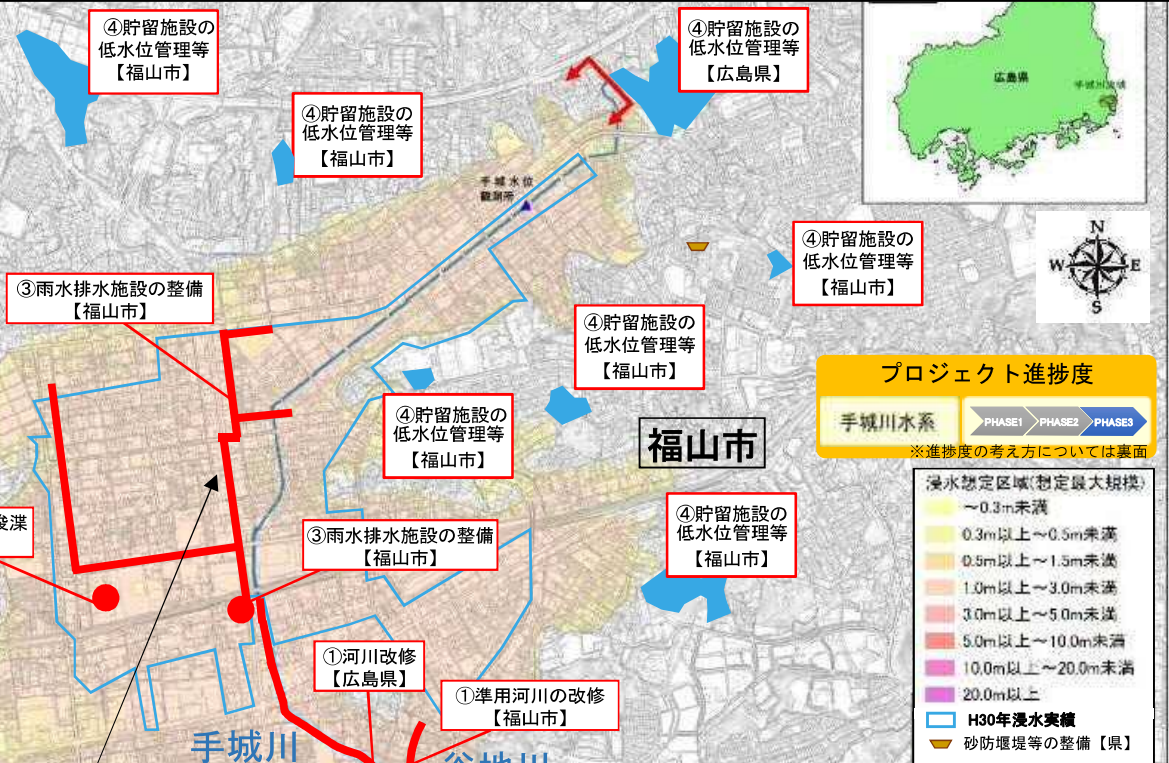 ④貯留施設の
低水位管理等
【福山市】
④貯留施設の
低水位管理等
【広島県】
広島県
手城川流域
④貯留施設の
低水位管理等
【福山市】
手城水位
観測所
④貯留施設の
低水位管理等
【福山市】
N
W
E
S
③雨水排水施設の整備
【福山市】
④貯留施設の
低水位管理等
【福山市】
プロジェクト進捗度
手城川水系
PHASE1
PHASE2
PHASE3
※進捗度の考え方については裏面
④貯留施設の
低水位管理等
【福山市】
福山市
浸水想定区域(想定最大規模)
～0.3m未満
0.3m以上～0.5m未満
0.5m以上～1.5m未満
1.0m以上～3.0m未満
3.0m以上～5.0m未満
5.0m以上～10.0m未満
10.0m以上～20.0m未満
20.0m以上
H30年浸水実績
砂防堰堤等の整備【県】
浚渫
③雨水排水施設の整備
【福山市】
④貯留施設の
低水位管理等
【福山市】
①河川改修
【広島県】
①準用河川の改修
【福山市】
手城川
谷地川